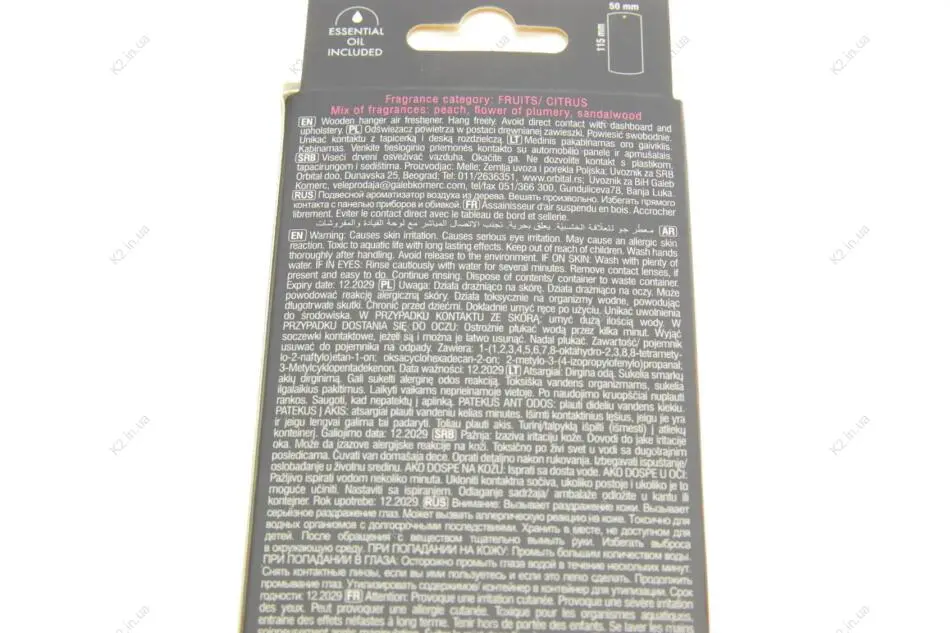 ESSENTIAL
OIL
INCLUDED
50 mm
115 mm
Fragrance category: FRUITS/ CITRUS
Mix of fragrances: peach, flower of plumery, sandalwood
EN Wooden hanger air freshener. Hang freely. Avoid direct contact with dashboard and
upholstery. PL Odświeżacz powietrza w postaci drewnianej zawieszki. Powiesić swobodnie.
Unikać kontaktu z tapicerką i deską rozdzielczą. LT Medinis pakabinamas oro gaiviklis.
Kabinamas. Venkite tiesioginio priemonės kontakto su automobilio panele ir apmušalais.
SRB Viseći drveni osveživač vazduha. Okačite ga. Ne dozvolite kontakt s plastikom,
tapacirungom i sedištima. Proizvodjac: Melle; Zemlja uvoza i porekla Poljska; Uvoznik za SRB
Orbital doo, Dunavska 25, Beograd; Tel: 011/2636351, www.orbital.rs; Uvoznik za BiH Galeb
Komerc, veleprodaja@galebkomerc.com, tel/fax 051/366 300, Gunduliceva78, Banja Luka.
RUS Подвесной ароматизатор воздуха из дерева. Вешать произвольно. Избегать прямого
контакта с панелью приборов и обивкой. FR Assainisseur d'air suspendu en bois. Accrocher
librement. Eviter le contact direct avec le tableau de bord et sellerie.
AR معطر جو للعلاقة الخشبية. يعلق بحرية. تجنب الاتصال المباشر مع لوحة القيادة والمفروشات
EN Warning: Causes skin irritation. Causes serious eye irritation. May cause an allergic skin
reaction. Toxic to aquatic life with long lasting effects. Keep out of reach of children. Wash hands
thoroughly after handling. Avoid release to the environment. IF ON SKIN: Wash with plenty of
water. IF IN EYES: Rinse cautiously with water for several minutes. Remove contact lenses, if
present and easy to do. Continue rinsing. Dispose of contents/ container to waste container.
Expiry date: 12.2029 PL Uwaga: Działa drażniąco na skórę. Działa drażniąco na oczy. Może
powodować reakcję alergiczną skóry. Działa toksycznie na organizmy wodne, powodując
długotrwałe skutki. Chronić przed dziećmi. Dokładnie umyć ręce po użyciu. Unikać uwolnienia
do środowiska. W PRZYPADKU KONTAKTU ZE SKÓRĄ: umyć dużą ilością wody. W
PRZYPADKU DOSTANIA SIĘ DO OCZU: Ostrożnie płukać wodą przez kilka minut. Wyjąć
soczewki kontaktowe, jeżeli są i można je łatwo usunąć. Nadal płukać. Zawartość/ pojemnik
usuwać do pojemnika na odpady. Zawiera: 1-(1,2,3,4,5,6,7,8-oktahydro-2,3,8,8-tetramety-
lo-2-naftylo)etan-1-on; oksacyclohexadecan-2-on; 2-metylo-3-(4-izopropylofenylo)propanal;
3-Metylcyklopentadekenon. Data ważności: 12.2029 LT Atsargiai: Dirgina odą. Sukelia smarkų
akių dirginimą. Gali sukelti alerginę odos reakciją. Toksiška vandens organizmams, sukelia
ilgalaikius pakitimus. Laikyti vaikams neprieinamoje vietoje. Po naudojimo kruopščiai nuplauti
rankas. Saugoti, kad nepatektų į aplinką. PATEKUS ANT ODOS: plauti dideliu vandens kiekiu.
PATEKUS Į AKIS: atsargiai plauti vandeniu kelias minutes. Išimti kontaktinius lęšius, jeigu jie yra
ir jeigu lengvai galima tai padaryti. Toliau plauti akis. Turinį/talpyklą išpilti (išmesti) į atliekų
konteinerį. Galiojimo data: 12.2029 SRB Pažnja: Izaziva iritaciju kože. Dovodi do jake iritacije
oka. Može da izazove alergijske reakcije na koži. Toksično po živi svet u vodi sa dugotrajnim
posledicama. Čuvati van domašaja dece. Oprati detaljno nakon rukovanja. Izbegavati ispuštanje/
oslobađanje u životnu sredinu. AKO DOSPE NA KOŽU: Isprati sa dosta vode. AKO DOSPE U OČI:
Pažljivo ispirati vodom nekoliko minuta. Ukloniti kontaktna sočiva, ukoliko postoje i ukoliko je to
moguće učiniti. Nastaviti sa ispiranjem. Odlaganje sadržaja/ ambalaže odložite u kantu ili
kontejner. Rok upotrebe: 12.2029 RUS Внимание: Вызывает раздражение кожи. Вызывает
серьёзное раздражение глаз. Может вызвать аллергическую реакцию на коже. Токсично для
водных организмов с долгосрочными последствиями. Хранить в месте, не доступном для
детей. После обращения с веществом тщательно вымыть руки. Избегать выброса
в окружающую среду. ПРИ ПОПАДАНИИ НА КОЖУ: Промыть большим количеством воды.
ПРИ ПОПАДАНИИ В ГЛАЗА: Осторожно промыть глаза водой в течение нескольких минут.
Снять контактные линзы, если вы ими пользуетесь и если это легко сделать. Продолжить
промывание глаз. Утилизировать содержимое/ контейнер в контейнер для утилизации. Срок
годности: 12.2029 FR Attention: Provoque une irritation cutanée. Provoque une sévère irritation
des yeux. Peut provoquer une allergie cutanée. Toxique pour les organismes aquatiques,
entraîne des effets néfastes à long terme. Tenir hors de portée des enfants. Se laver les mains
K2.in.ua